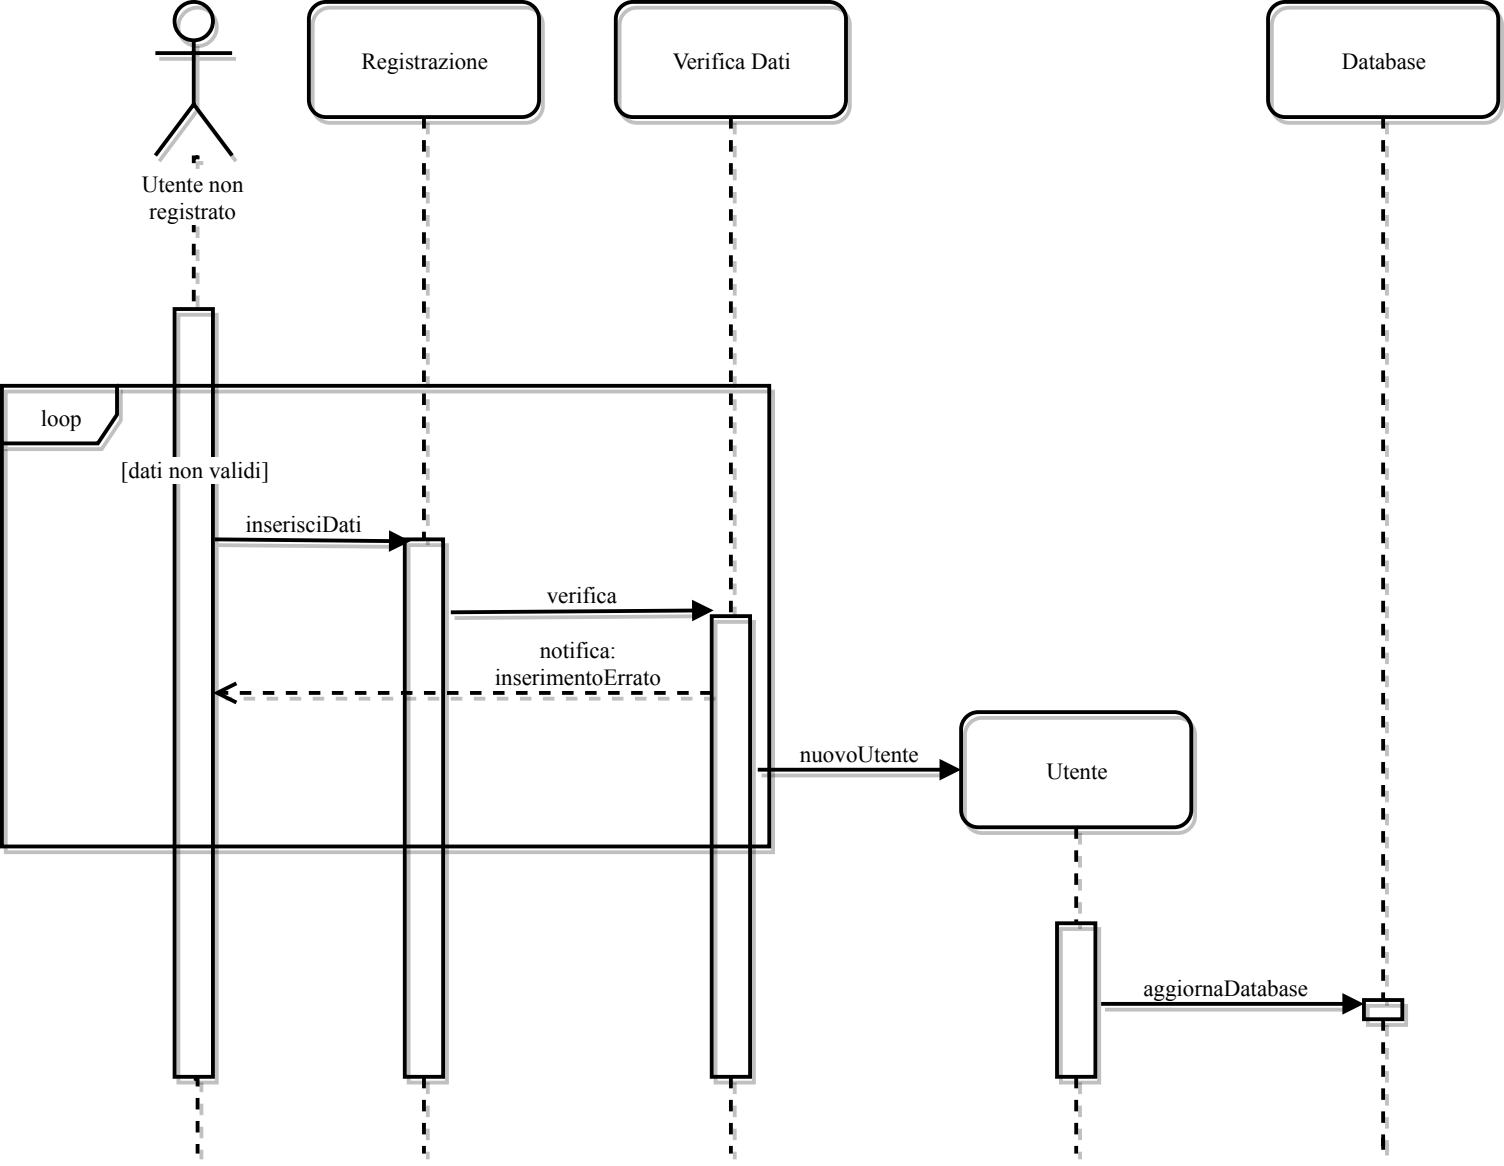 Registrazione
Verifica Dati
Database
Utente non
registrato
loop
[dati non validi]
inserisciDati
verifica
notifica:
inserimentoErrato
nuovoUtente
Utente
aggiornaDatabase